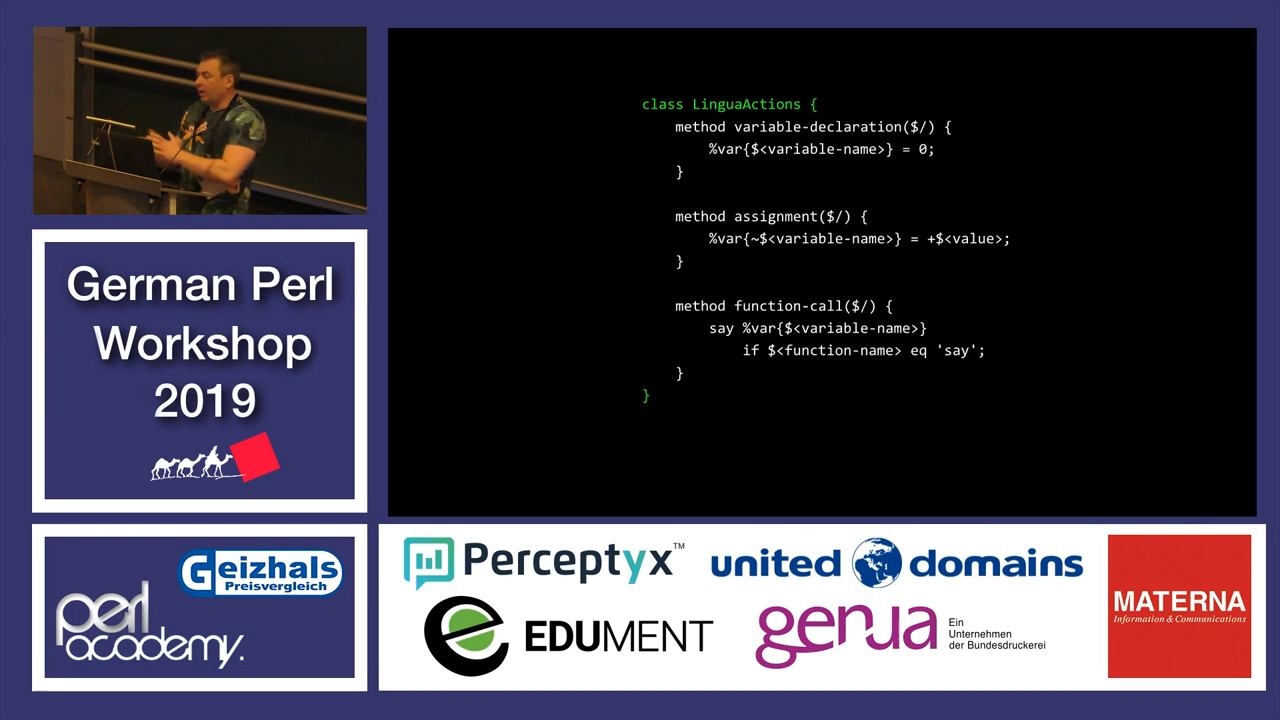 class LinguaActions {
method variable-declaration($/) {
%var{$<variable-name>} = 0;
}
method assignment($/) {
%var{~$<variable-name>} = +$<value>;
}
method function-call($/) {
say %var{$<variable-name>}
if $<function-name> eq 'say';
}
}
German Perl
Workshop
2019
Geizhals
Preisvergleich
perl
academy.
Perceptyx™
united domains
EDUMENT
genua
Ein
Unternehmen
der Bundesdruckerei
MATERNA
Information & Communications